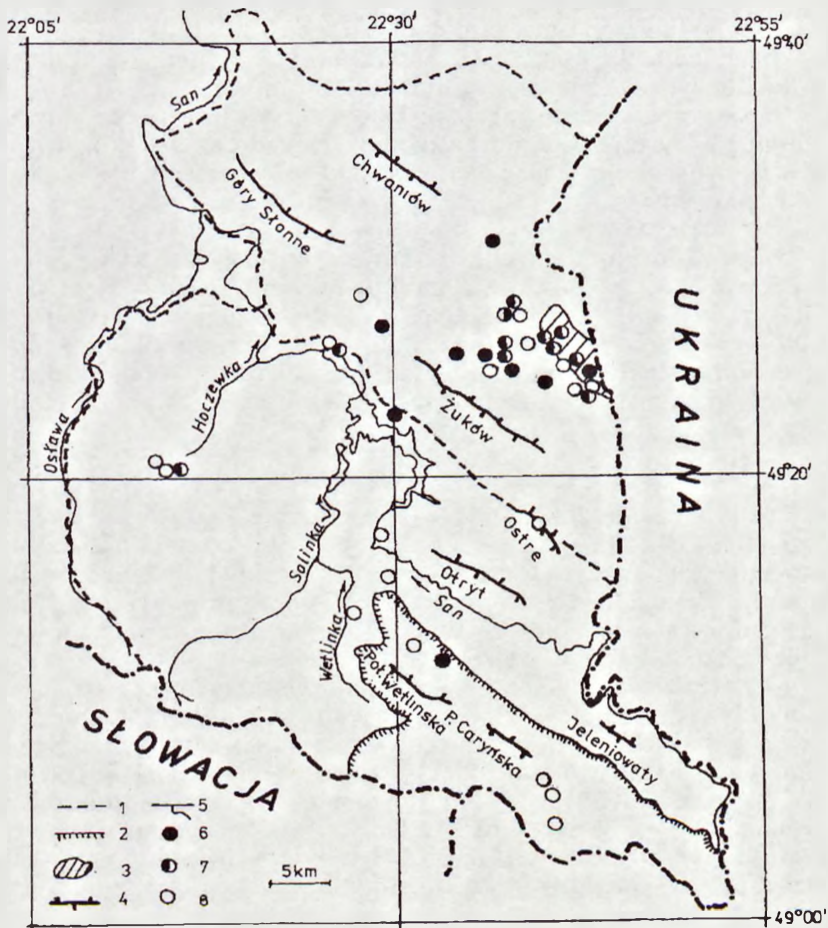 22°05'
22°30'
22°55'
49°40'
San
Góry Słonne
Chwaniów
UKRAINA
Hoczewka
Żuków
Osława
49°20'
Solinka
Ostre
Otryt
San
Wetlinka
Poł. Wetlińska
P. Caryńska
Jeleniowaty
SŁOWACJA
1
2
3
4
5
6
7
8
5km
49°00'